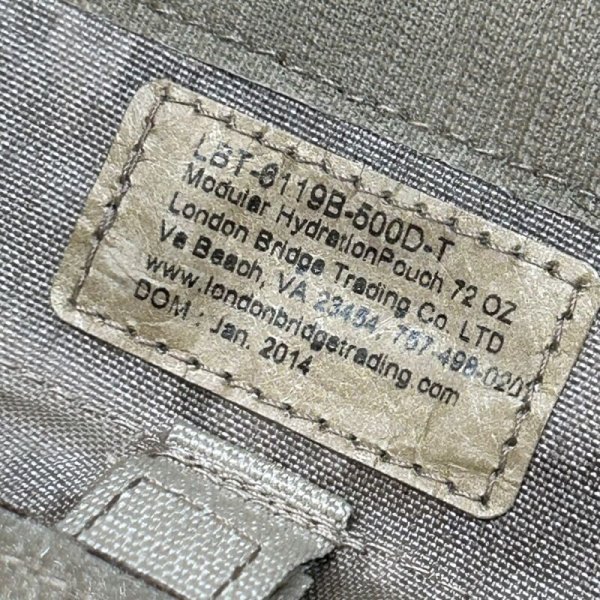 LBT-6119B-500D-T
Modular HydrationPouch 72 OZ
London Bridge Trading Co. LTD
Va Beach, VA 23454, 757-498-0207
www.londonbridgetrading.com
DOM : Jan. 2014